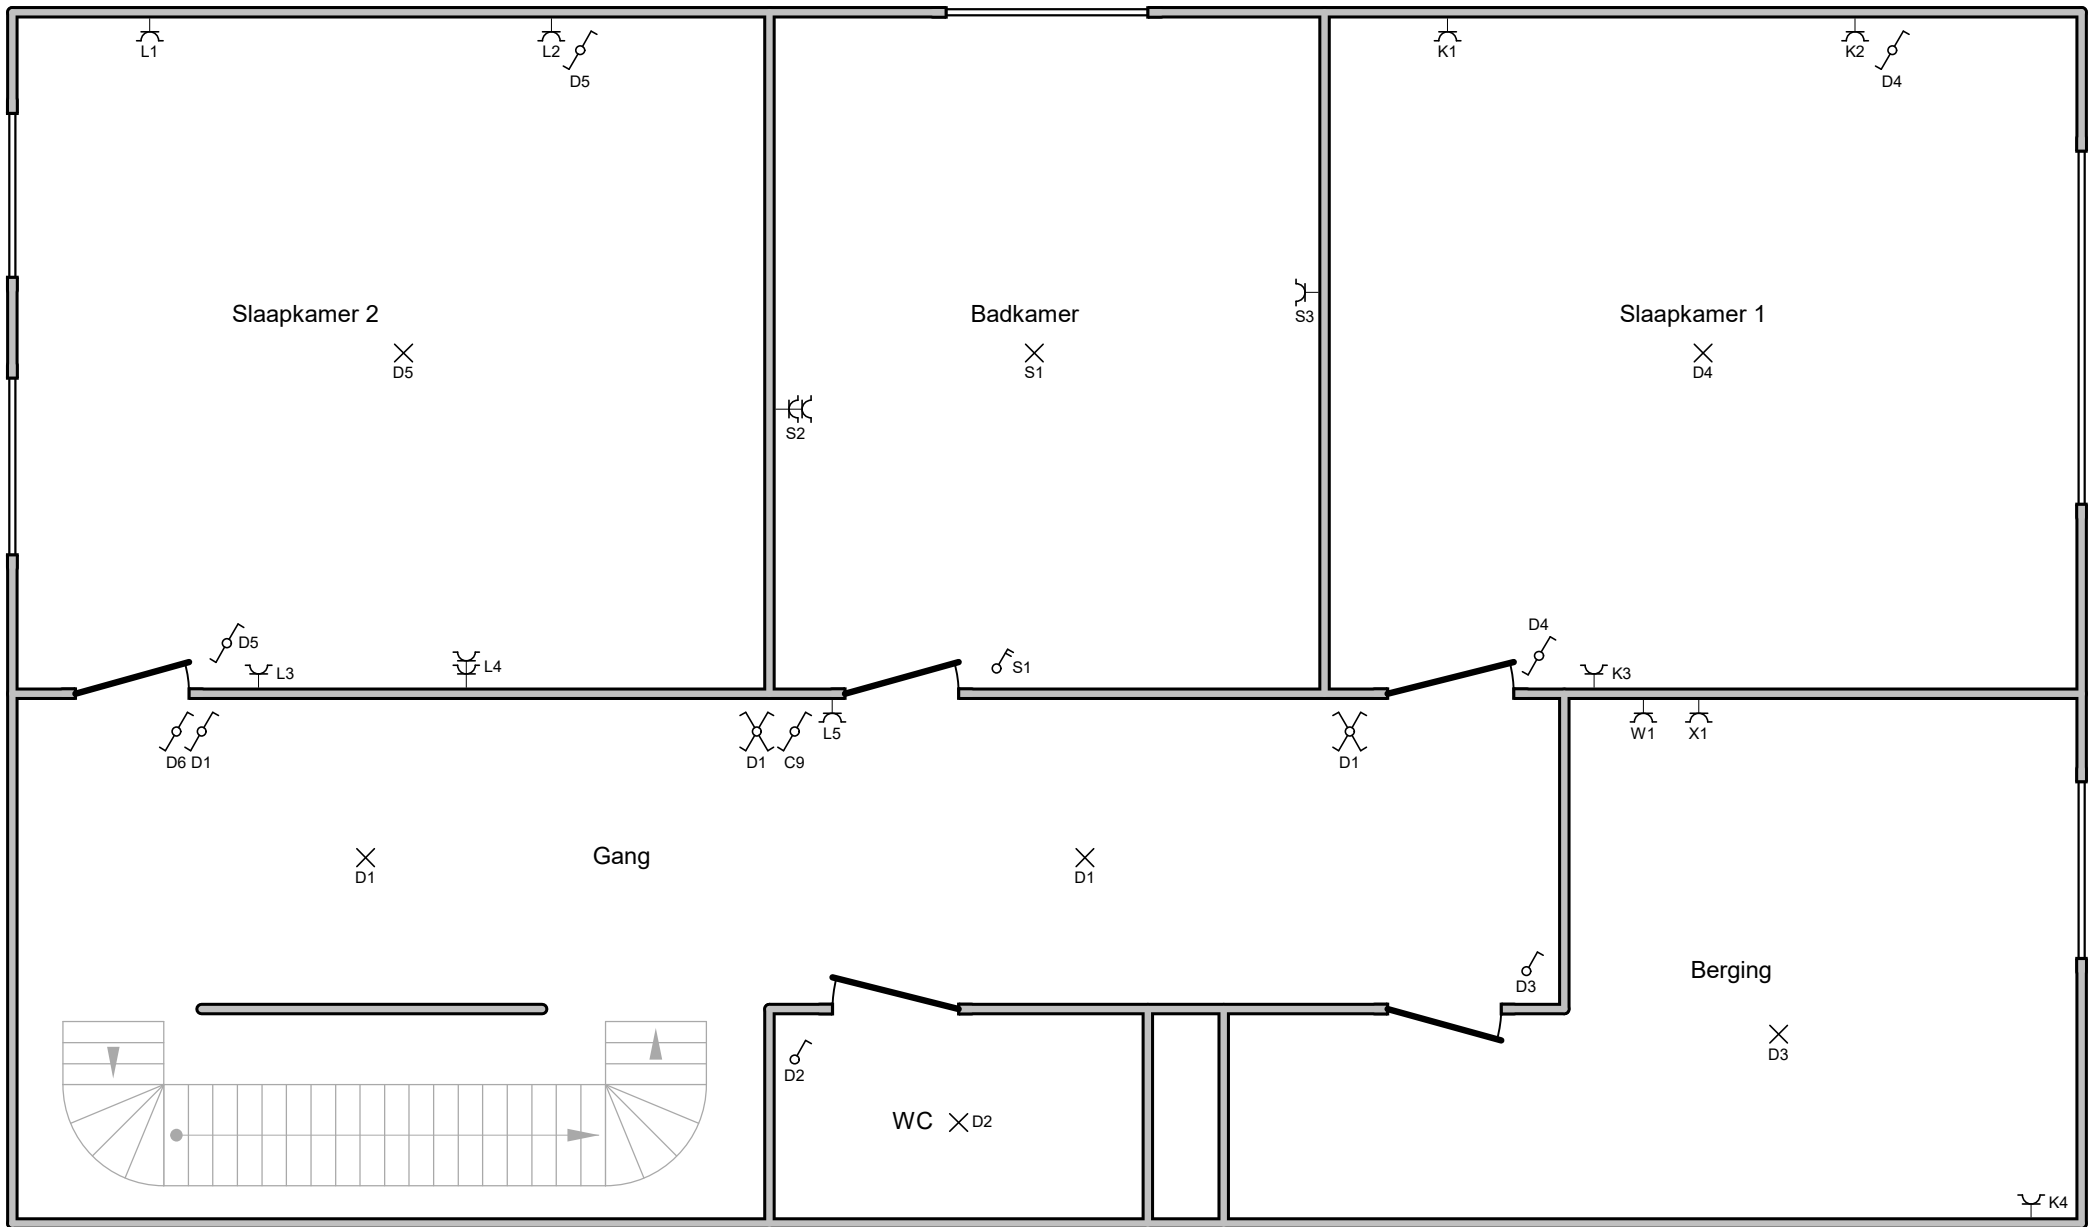 L1
L2
D5
K1
K2
D4
Slaapkamer 2
D5
Badkamer
S1
S3
Slaapkamer 1
D4
S2
D5
L3
L4
S1
D4
K3
D6 D1
D1 C9
L5
D1
W1
X1
D1
Gang
D1
D3
Berging
D3
D2
WC
D2
K4